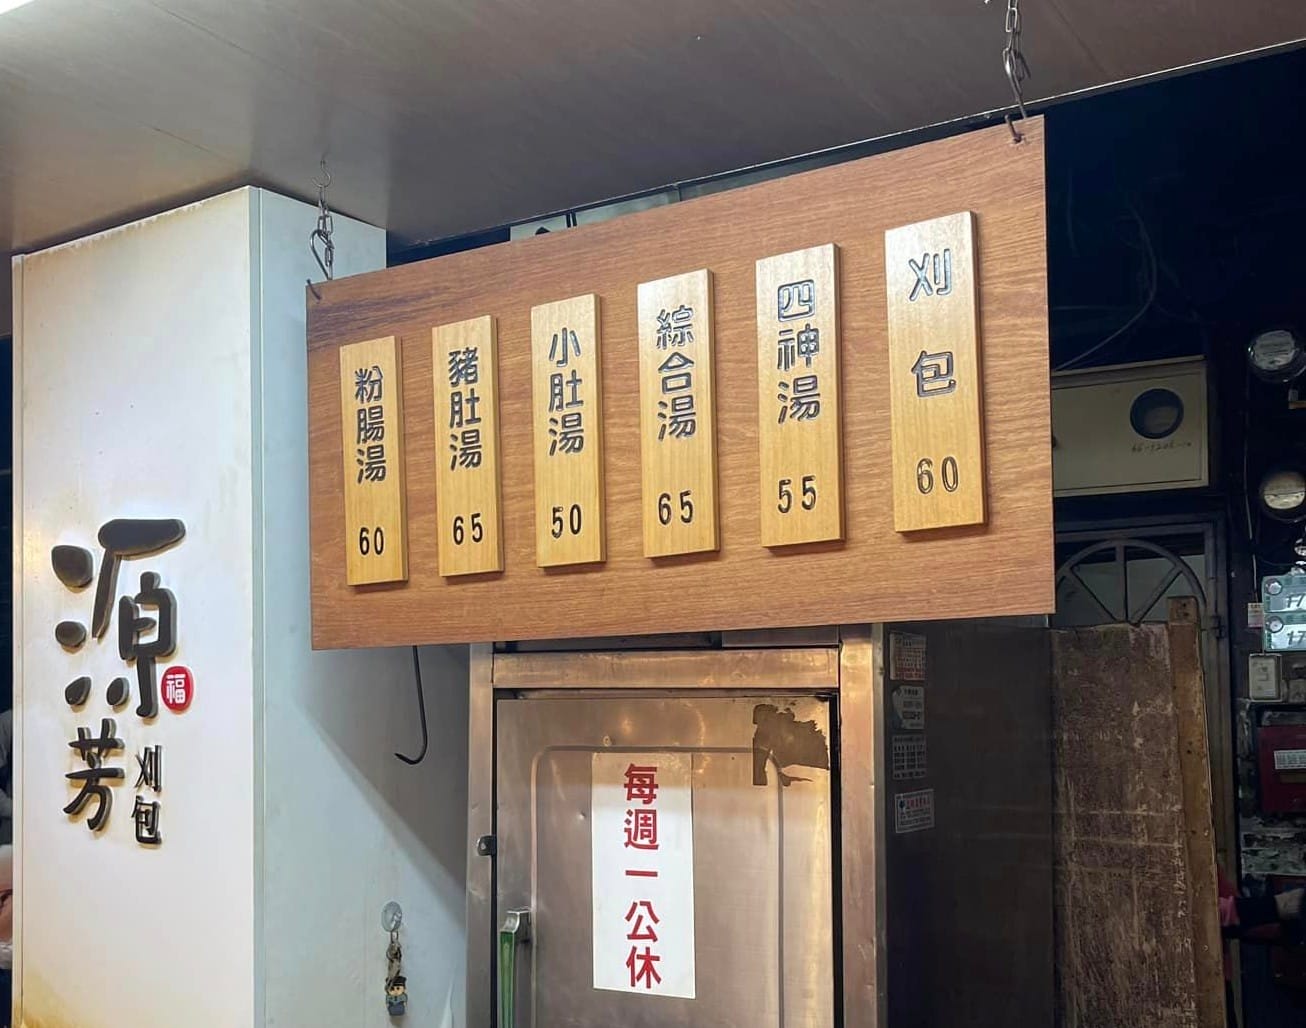 刈包 60
四神湯 55
綜合湯 65
小肚湯 50
豬肚湯 65
粉腸湯 60
源芳
福
刈包
每週一公休